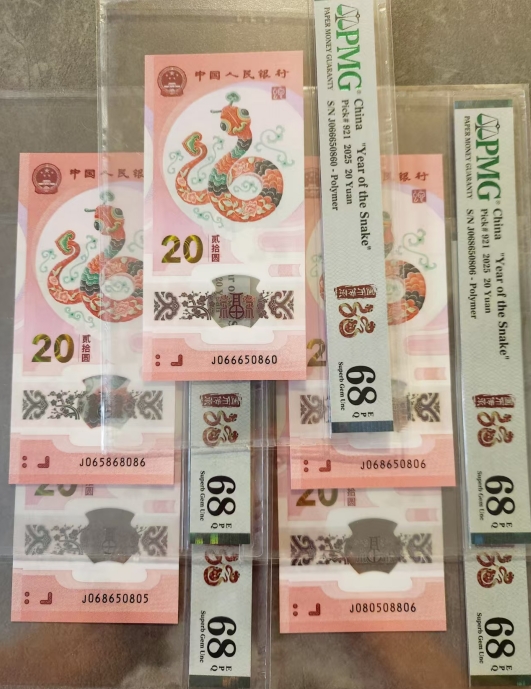 PMG
PAPER MONEY GUARANTY
China "Year of the Snake"
Pick# 921 2025 20 Yuan
S/N J066650860 - Polymer
68 EPQ
中国人民银行
20
贰拾圆
J066650860
PMG
PAPER MONEY GUARANTY
China "Year of the Snake"
Pick# 921 2025 20 Yuan
S/N J068650806 - Polymer
68 EPQ
Superb Gem Unc
中国人民银
20
贰拾圆
J065868086
68 EPQ
Superb Gem Unc
行
J068650806
20
J068650805
68 EPQ
Superb Gem Unc
20
J080508806
68 EPQ
Superb Gem Unc